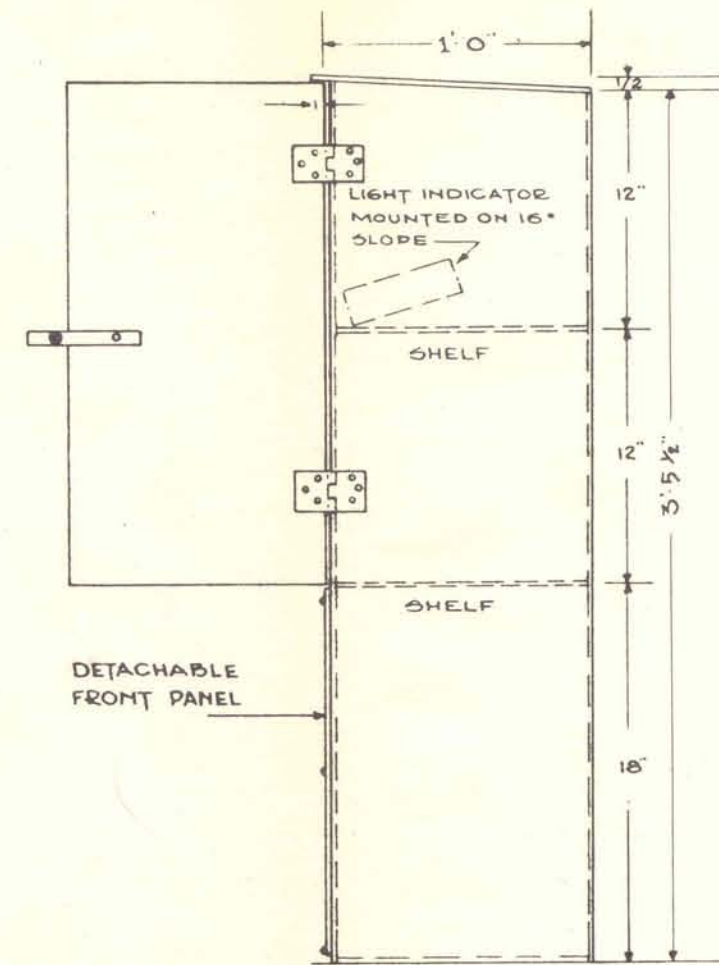 1' 0"
1/2
1
12"
LIGHT INDICATOR
MOUNTED ON 16°
SLOPE
SHELF
12"
3' 5 1/2"
SHELF
DETACHABLE
FRONT PANEL
18"